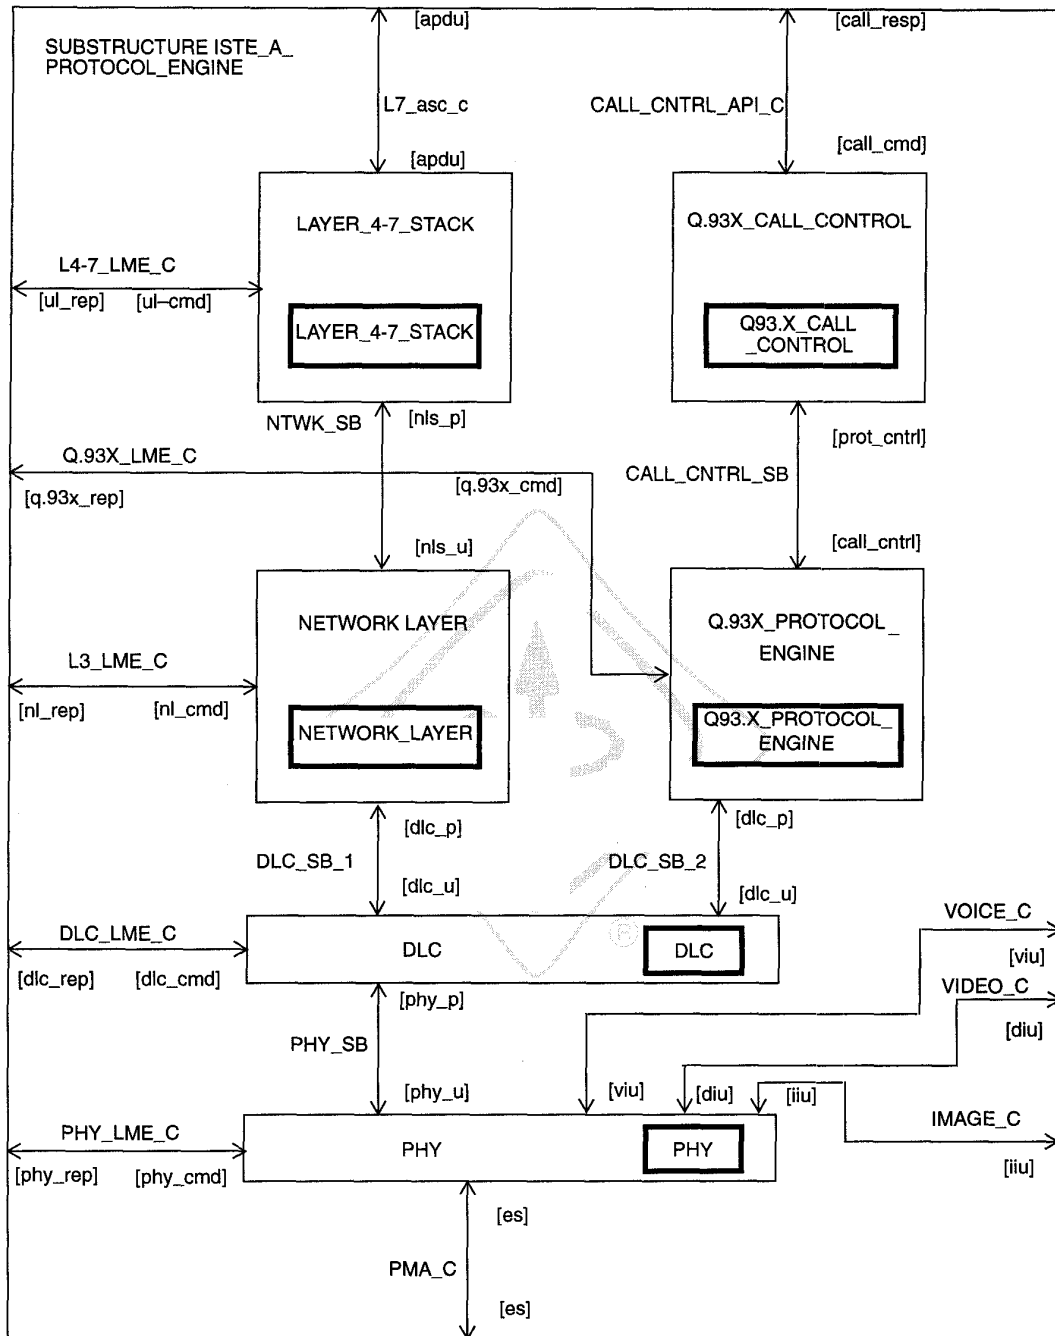 [apdu]
[call_resp]
SUBSTRUCTURE ISTE_A_
PROTOCOL_ENGINE
L7_asc_c
CALL_CNTRL_API_C
[apdu]
[call_cmd]
LAYER_4-7_STACK
Q.93X_CALL_CONTROL
L4-7_LME_C
[ul_rep]
[ul-cmd]
LAYER_4-7_STACK
Q93.X_CALL
_CONTROL
NTWK_SB
[nls_p]
[prot_cntrl]
Q.93X_LME_C
CALL_CNTRL_SB
[q.93x_rep]
[q.93x_cmd]
[nls_u]
[call_cntrl]
NETWORK LAYER
Q.93X_PROTOCOL_
ENGINE
L3_LME_C
[nl_rep]
[nl_cmd]
NETWORK_LAYER
Q93.X_PROTOCOL_
ENGINE
[dlc_p]
[dlc_p]
DLC_SB_1
DLC_SB_2
[dlc_u]
[dlc_u]
VOICE_C
DLC_LME_C
DLC
DLC
[viu]
[dlc_rep]
[dlc_cmd]
VIDEO_C
[phy_p]
[diu]
PHY_SB
[phy_u]
[viu]
[diu]
[iiu]
IMAGE_C
PHY_LME_C
PHY
PHY
[phy_rep]
[phy_cmd]
[iiu]
[es]
PMA_C
[es]
®